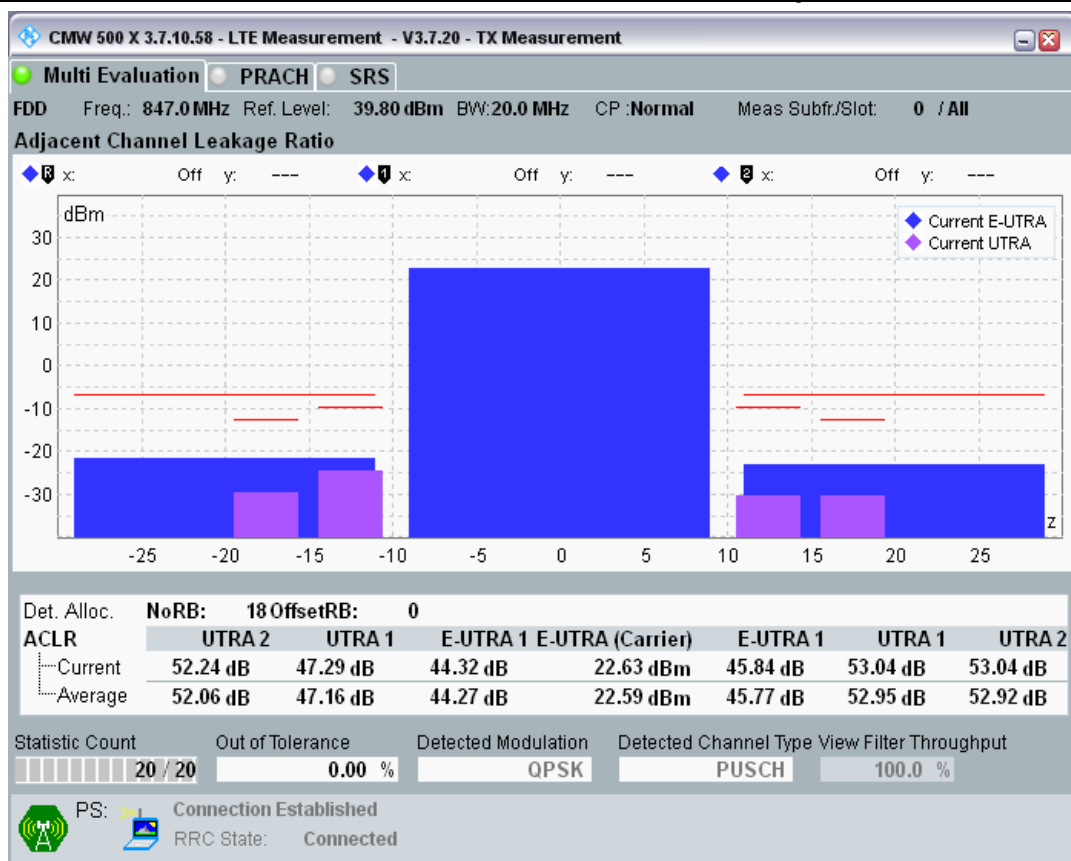 CMW 500 X 3.7.10.58 - LTE Measurement - V3.7.20 - TX Measurement
Multi Evaluation PRACH SRS
FDD Freq.: 847.0 MHz Ref. Level: 39.80 dBm BW:20.0 MHz CP :Normal Meas Subfr./Slot: 0 / All
Adjacent Channel Leakage Ratio
R x: Off y: --- 1 x: Off y: --- 2 x: Off y: ---
dBm
Current E-UTRA
Current UTRA
30
20
10
0
-10
-20
-30
Z
-25 -20 -15 -10 -5 0 5 10 15 20 25
Det. Alloc. NoRB: 18 OffsetRB: 0
ACLR UTRA 2 UTRA 1 E-UTRA 1 E-UTRA (Carrier) E-UTRA 1 UTRA 1 UTRA 2
Current 52.24 dB 47.29 dB 44.32 dB 22.63 dBm 45.84 dB 53.04 dB 53.04 dB
Average 52.06 dB 47.16 dB 44.27 dB 22.59 dBm 45.77 dB 52.95 dB 52.92 dB
Statistic Count Out of Tolerance Detected Modulation Detected Channel Type View Filter Throughput
20 / 20 0.00 % QPSK PUSCH 100.0 %
PS: Connection Established
RRC State: Connected